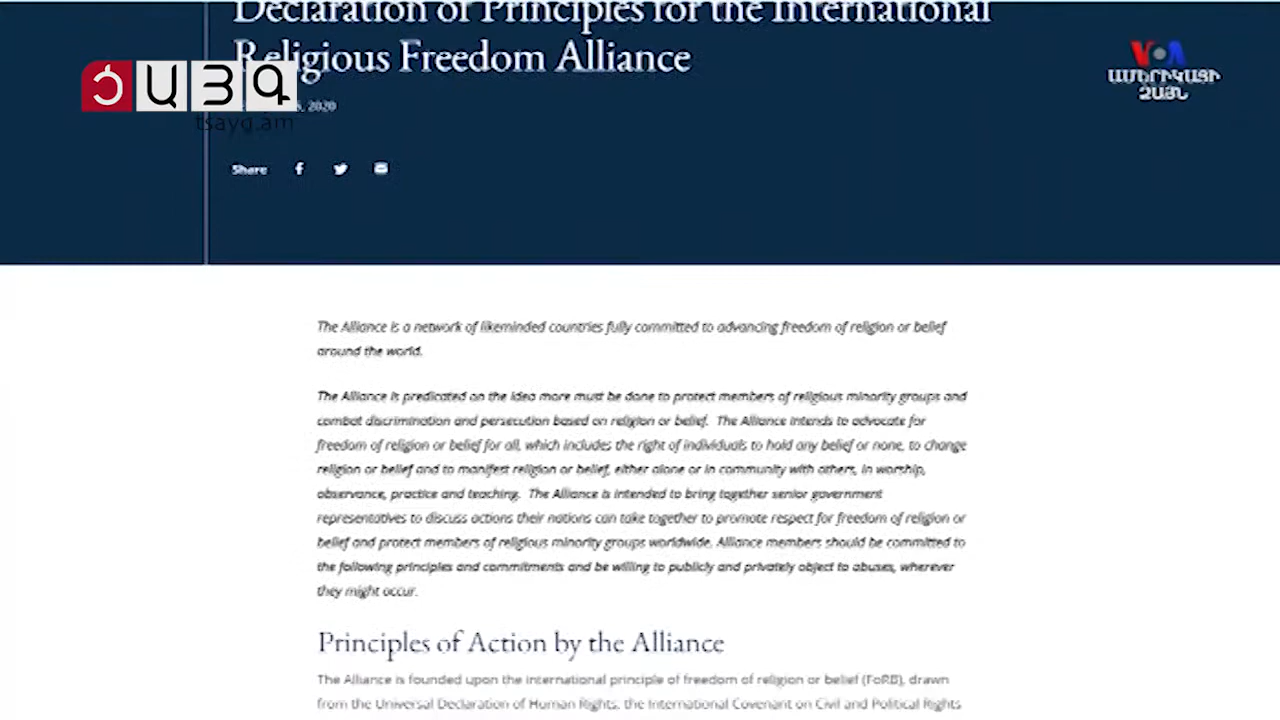 Declaration of Principles for the International
Religious Freedom Alliance
ԾԱՅԳ
tsayg.am
2020
VOA
ԱՄԵՐԻԿԱՅԻ
ՁԱՅՆ
Share
The Alliance is a network of likeminded countries fully committed to advancing freedom of religion or belief
around the world.
The Alliance is predicated on the idea more must be done to protect members of religious minority groups and
combat discrimination and persecution based on religion or belief. The Alliance intends to advocate for
freedom of religion or belief for all, which includes the right of individuals to hold any belief or none, to change
religion or belief and to manifest religion or belief, either alone or in community with others, in worship,
observance, practice and teaching. The Alliance is intended to bring together senior government
representatives to discuss actions their nations can take together to promote respect for freedom of religion or
belief and protect members of religious minority groups worldwide. Alliance members should be committed to
the following principles and commitments and be willing to publicly and privately object to abuses, wherever
they might occur.
Principles of Action by the Alliance
The Alliance is founded upon the international principle of freedom of religion or belief (FoRB), drawn
from the Universal Declaration of Human Rights, the International Covenant on Civil and Political Rights